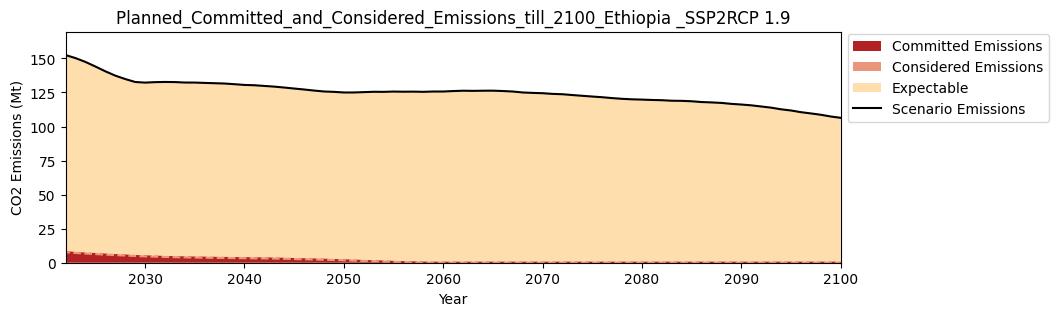 Planned_Committed_and_Considered_Emissions_till_2100_Ethiopia _SSP2RCP 1.9
Committed Emissions
Considered Emissions
Expectable
Scenario Emissions
CO2 Emissions (Mt)
150
125
100
75
50
25
0
2030 2040 2050 2060 2070 2080 2090 2100
Year